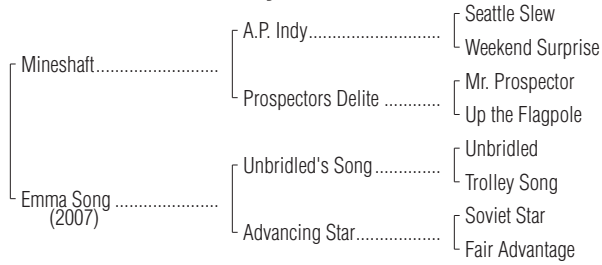 Seattle Slew
A.P. Indy..........................
Weekend Surprise
Mineshaft........................
Mr. Prospector
Prospectors Delite ............
Up the Flagpole
Unbridled
Unbridled's Song..............
Trolley Song
Emma Song ....................
(2007)
Soviet Star
Advancing Star.................
Fair Advantage